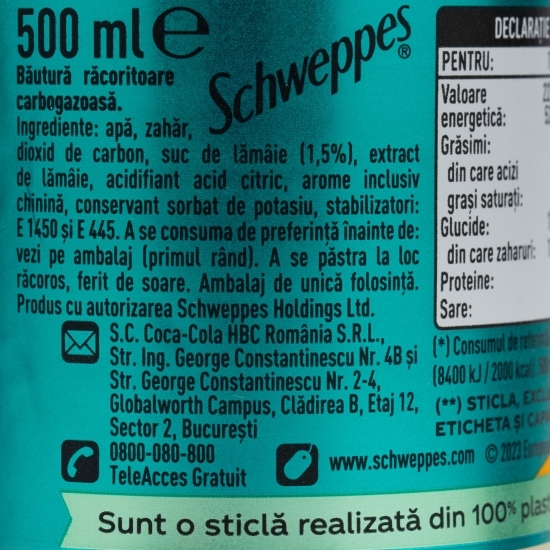 500 ml e
Schweppes®
Băutură răcoritoare
carbogazoasă.
Ingrediente: apă, zahăr,
dioxid de carbon, suc de lămâie (1,5%), extract
de lămâie, acidifiant acid citric, arome inclusiv
chinină, conservant sorbat de potasiu, stabilizatori:
E 1450 și E 445. A se consuma de preferință înainte de:
vezi pe ambalaj (primul rând). A se păstra la loc
răcoros, ferit de soare. Ambalaj de unică folosință.
Produs cu autorizarea Schweppes Holdings Ltd.
S.C. Coca-Cola HBC România S.R.L.,
Str. Ing. George Constantinescu Nr. 4B și
Str. George Constantinescu Nr. 2-4,
Globalworth Campus, Clădirea B, Etaj 12,
Sector 2, București
0800-080-800
TeleAcces Gratuit
www.schweppes.com
© 2023
DECLARAȚIE
PENTRU:
Valoare
energetică:
Grăsimi:
din care acizi
grași saturați:
Glucide:
din care zaharuri:
Proteine:
Sare:
(*) Consumul de
(8400 kJ / 2000 kcal).
(**) STICLA,
ETICHETA ȘI
Sunt o sticlă realizată din 100%